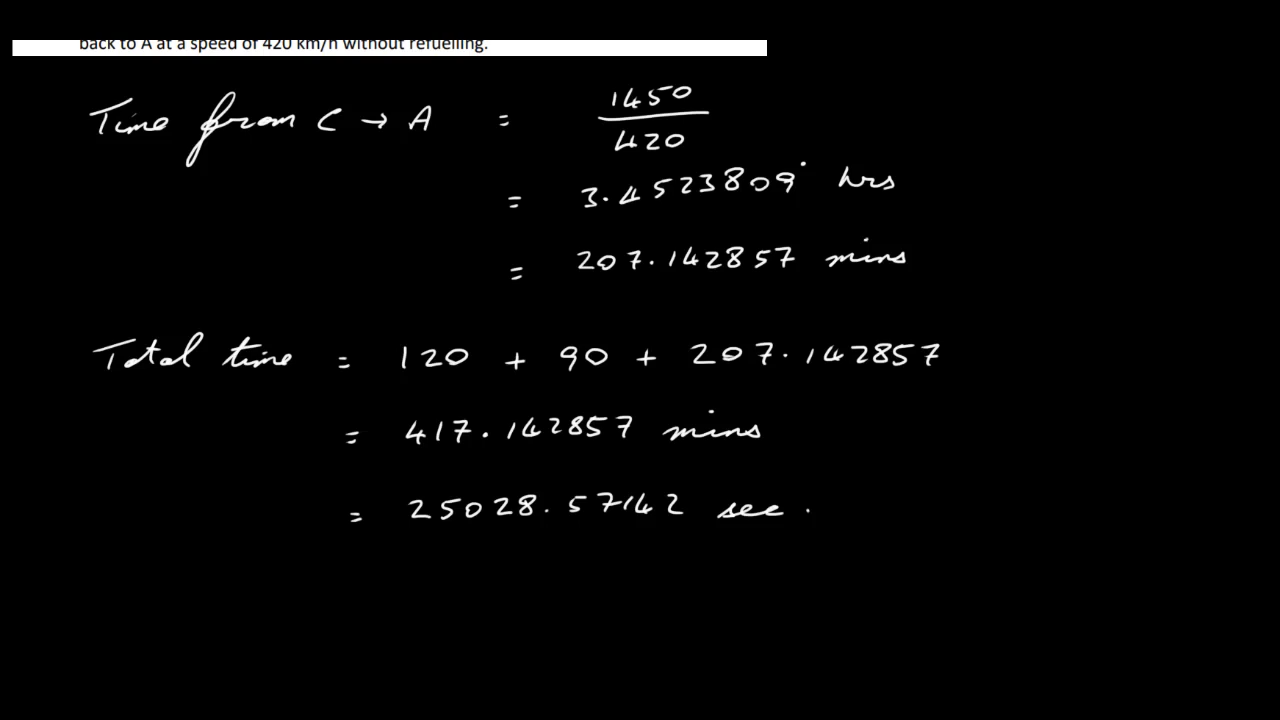 back to A at a speed of 420 km/h without refuelling.
Time from C → A = 1450/420
= 3.4523809̇ hrs
= 207.142857 mins
Total time = 120 + 90 + 207.142857
= 417.142857 mins
= 25028.57142 sec.